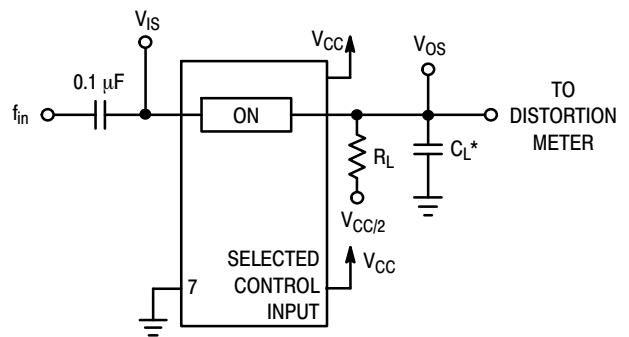 V_IS
V_CC
V_OS
0.1 μF
f_in
ON
TO
DISTORTION
METER
R_L
C_L*
V_CC/2
SELECTED
CONTROL
INPUT
V_CC
7